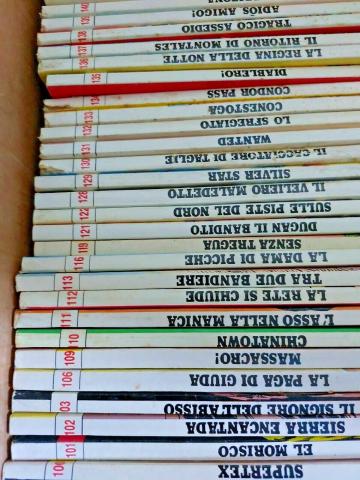 140
139 ADIOS AMIGO!
138 TRAGICO ASSEDIO
137 IL RITORNO DI MONTALES
136 LA REGINA DELLA NOTTE
135 DIABLERO!
134 CONDOR PASS
133 CONESTOGA
132 LO SFREGIATO
131 WANTED
130 IL CACCIATORE DI TAGLIE
129 SILVER STAR
128 IL VELIERO MALEDETTO
122 SULLE PISTE DEL NORD
121 DUGAN IL BANDITO
119 SENZA TREGUA
116 LA DAMA DI PICCHE
113 TRA DUE BANDIERE
112 LA RETE SI CHIUDE
111 L'ASSO NELLA MANICA
110 CHINATOWN
109 MASSACRO!
106 LA PAGA DI GIUDA
103 IL SIGNORE DELL'ABISSO
102 SIERRA ENCANTADA
101 EL MORISCO
100 SUPERTEX